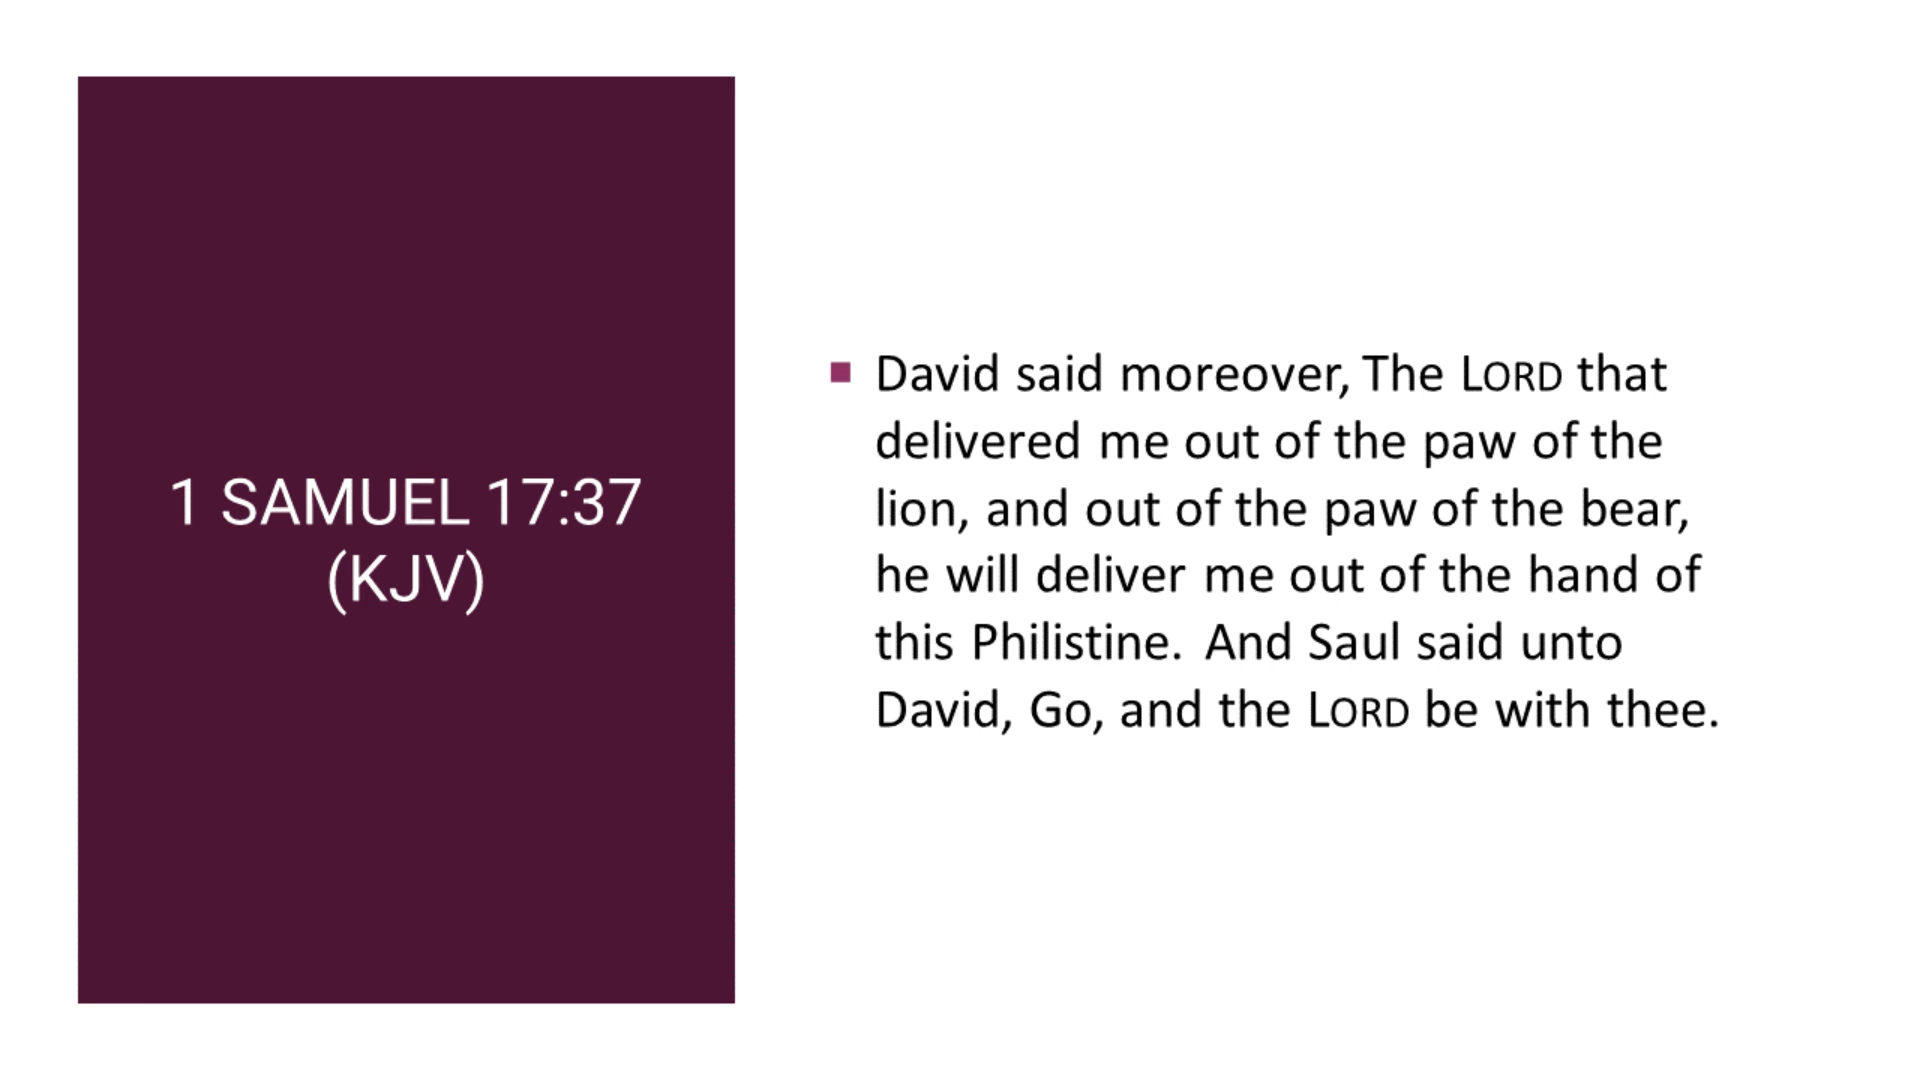 1 SAMUEL 17:37
(KJV)
David said moreover, The LORD that
delivered me out of the paw of the
lion, and out of the paw of the bear,
he will deliver me out of the hand of
this Philistine. And Saul said unto
David, Go, and the LORD be with thee.